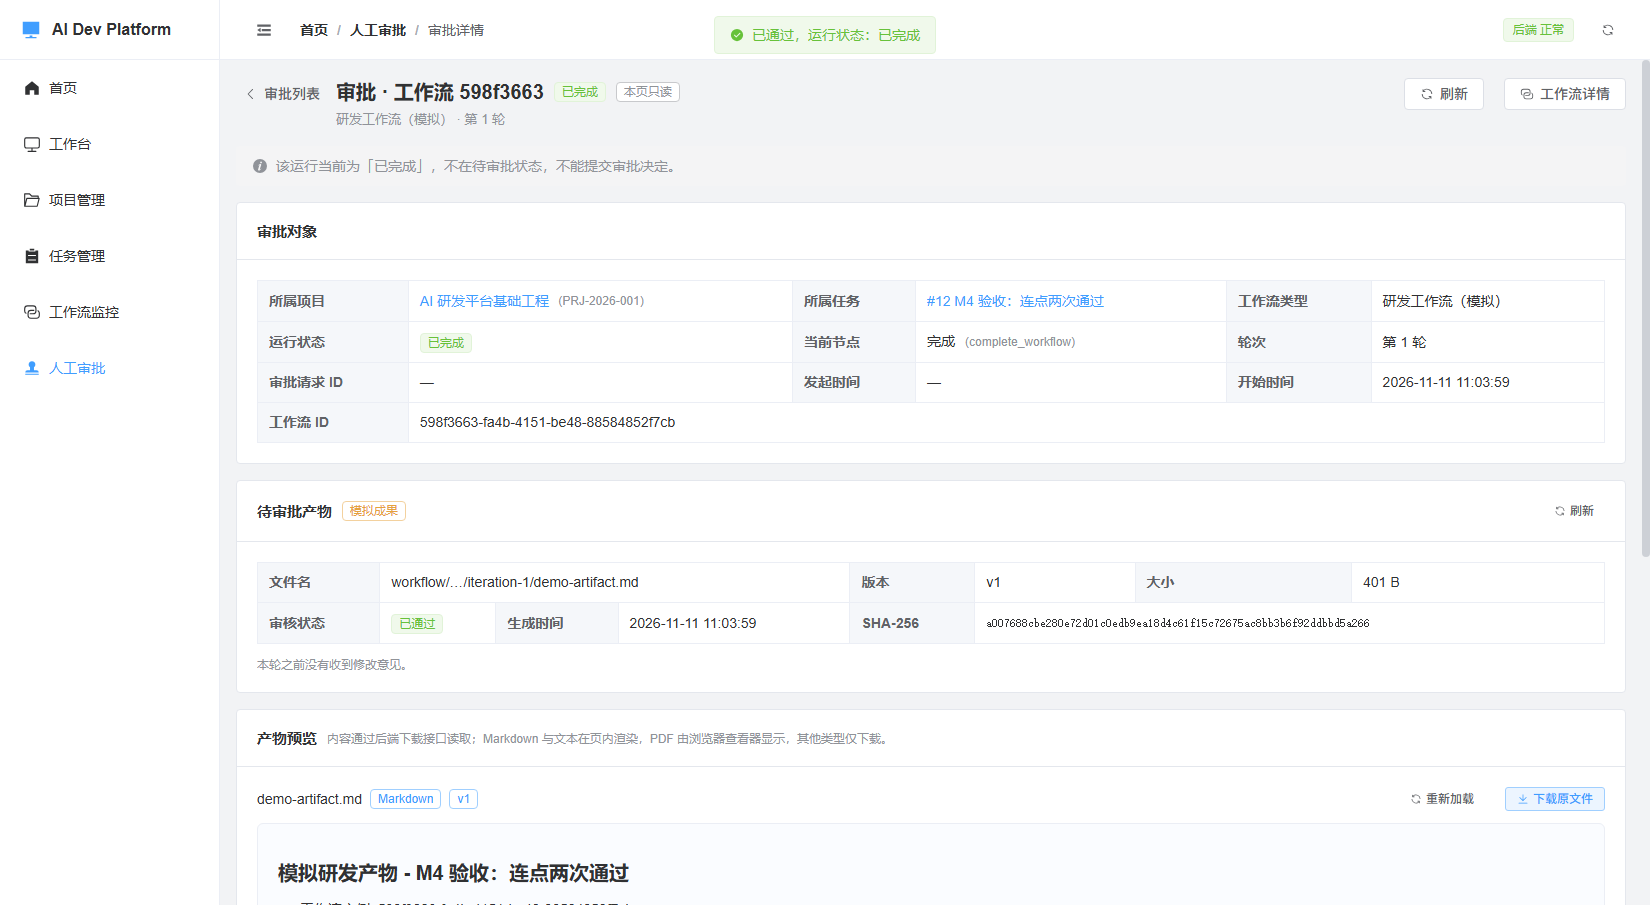 AI Dev Platform
首页 / 人工审批 / 审批详情
已通过，运行状态：已完成
后端 正常
首页
工作台
项目管理
任务管理
工作流监控
人工审批
审批列表
审批 · 工作流 598f3663 已完成 本页只读
研发工作流（模拟） · 第 1 轮
刷新
工作流详情
该运行当前为「已完成」，不在待审批状态，不能提交审批决定。
审批对象
所属项目 AI 研发平台基础工程 (PRJ-2026-001) 所属任务 #12 M4 验收：连点两次通过 工作流类型 研发工作流（模拟）
运行状态 已完成 当前节点 完成 (complete_workflow) 轮次 第 1 轮
审批请求 ID — 发起时间 — 开始时间 2026-11-11 11:03:59
工作流 ID 598f3663-fa4b-4151-be48-88584852f7cb
待审批产物 模拟成果 刷新
文件名 workflow/…/iteration-1/demo-artifact.md 版本 v1 大小 401 B
审核状态 已通过 生成时间 2026-11-11 11:03:59 SHA-256 a007688cbe280e72d01c0edb9ea18d4c61f15c72675ac8bb3b6f92ddbbd5a266
本轮之前没有收到修改意见。
产物预览 内容通过后端下载接口读取；Markdown 与文本在页内渲染，PDF 由浏览器查看器显示，其他类型仅下载。
demo-artifact.md Markdown v1 重新加载 下载原文件
模拟研发产物 - M4 验收：连点两次通过